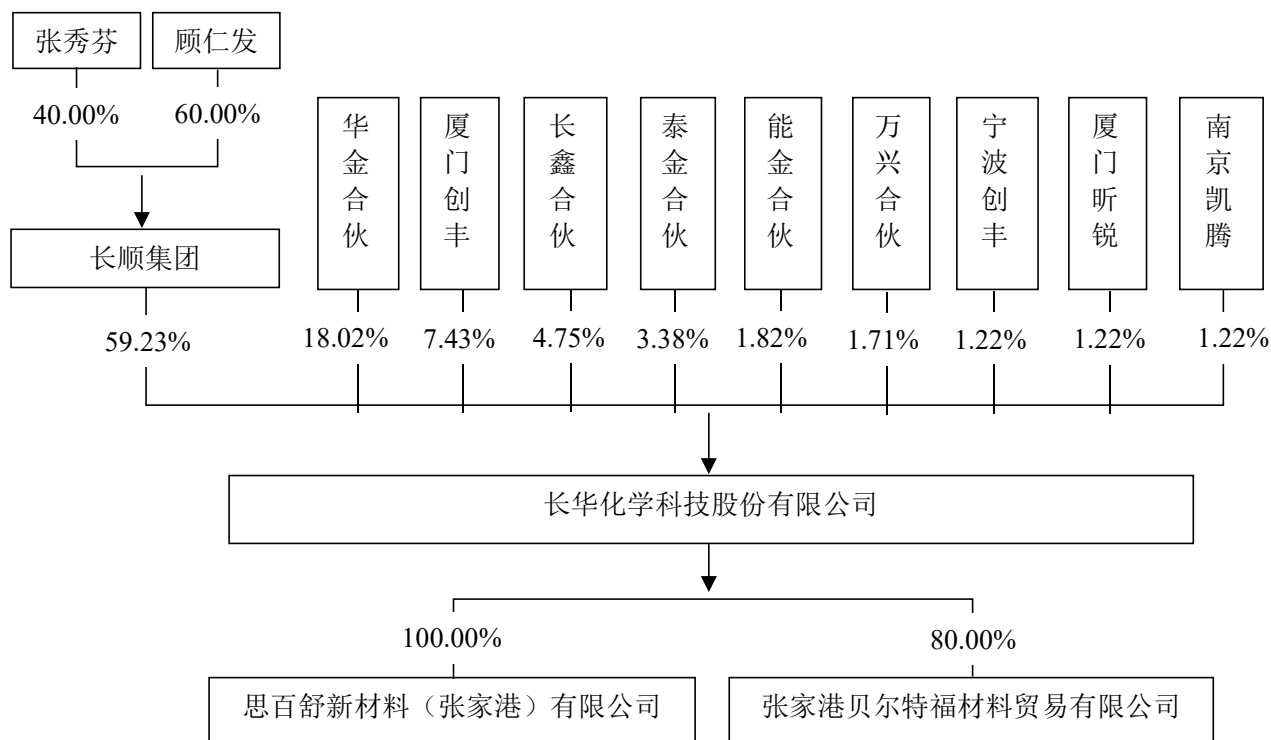 张秀芬
顾仁发
40.00%
60.00%
长顺集团
华金合伙
厦门创丰
长鑫合伙
泰金合伙
能金合伙
万兴合伙
宁波创丰
厦门昕锐
南京凯腾
59.23%
18.02%
7.43%
4.75%
3.38%
1.82%
1.71%
1.22%
1.22%
1.22%
长华化学科技股份有限公司
100.00%
80.00%
思百舒新材料（张家港）有限公司
张家港贝尔特福材料贸易有限公司